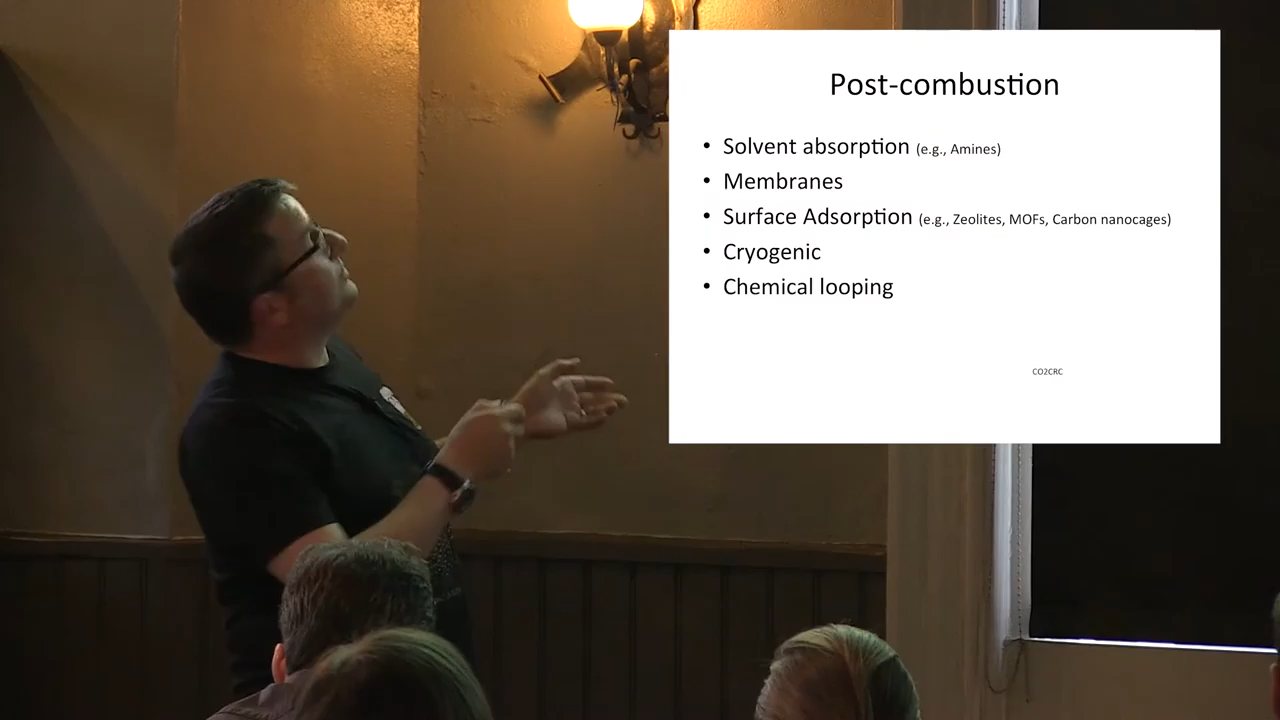 Post-combustion
• Solvent absorption (e.g., Amines)
• Membranes
• Surface Adsorption (e.g., Zeolites, MOFs, Carbon nanocages)
• Cryogenic
• Chemical looping
CO2CRC